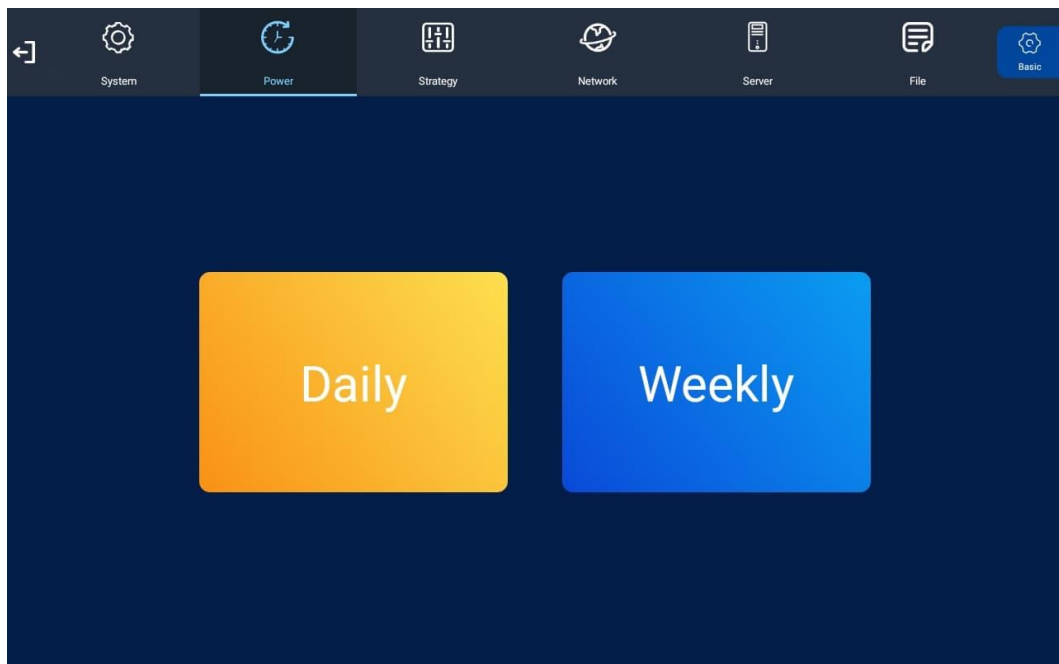 System
Power
Strategy
Network
Server
File
Basic
Daily
Weekly